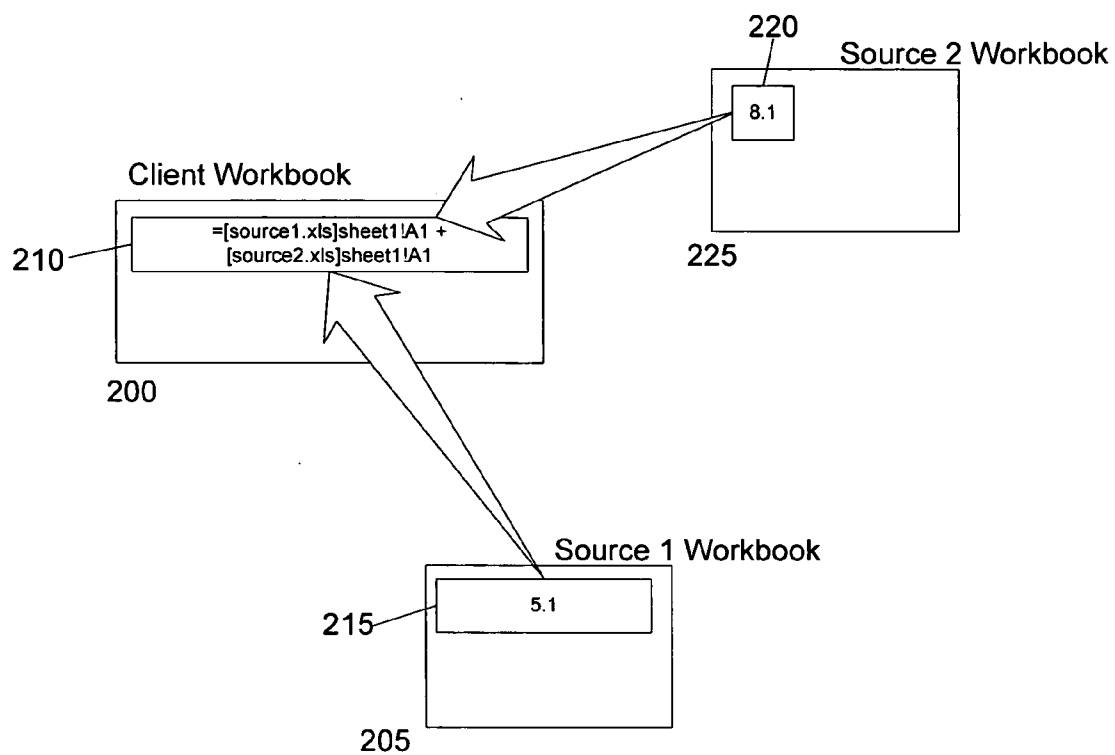 220
Source 2 Workbook
8.1
Client Workbook
=[source1.xls]sheet1!A1 +
[source2.xls]sheet1!A1
210
225
200
Source 1 Workbook
5.1
215
205